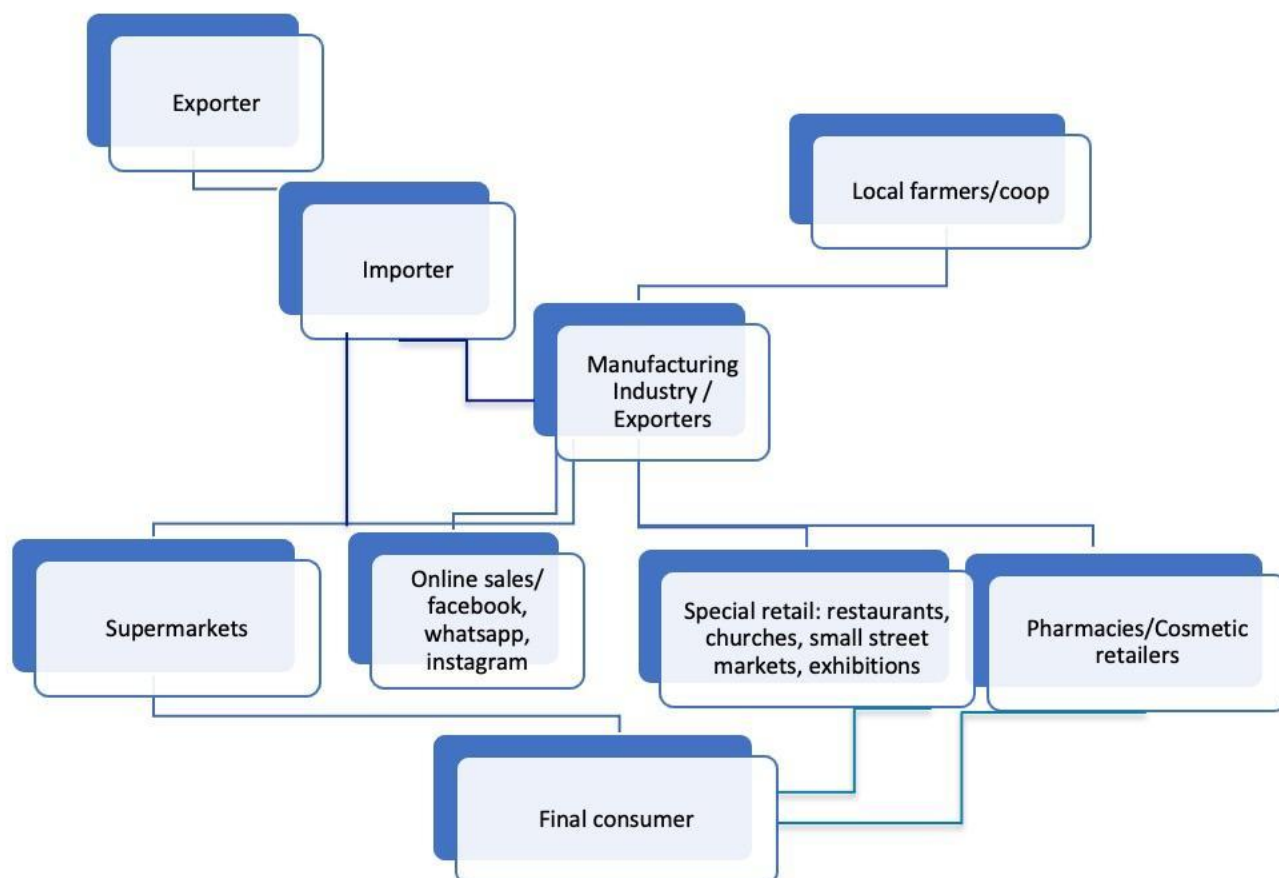 Exporter
Local farmers/coop
Importer
Manufacturing
Industry /
Exporters
Supermarkets
Online sales/
facebook,
whatsapp,
instagram
Special retail: restaurants,
churches, small street
markets, exhibitions
Pharmacies/Cosmetic
retailers
Final consumer